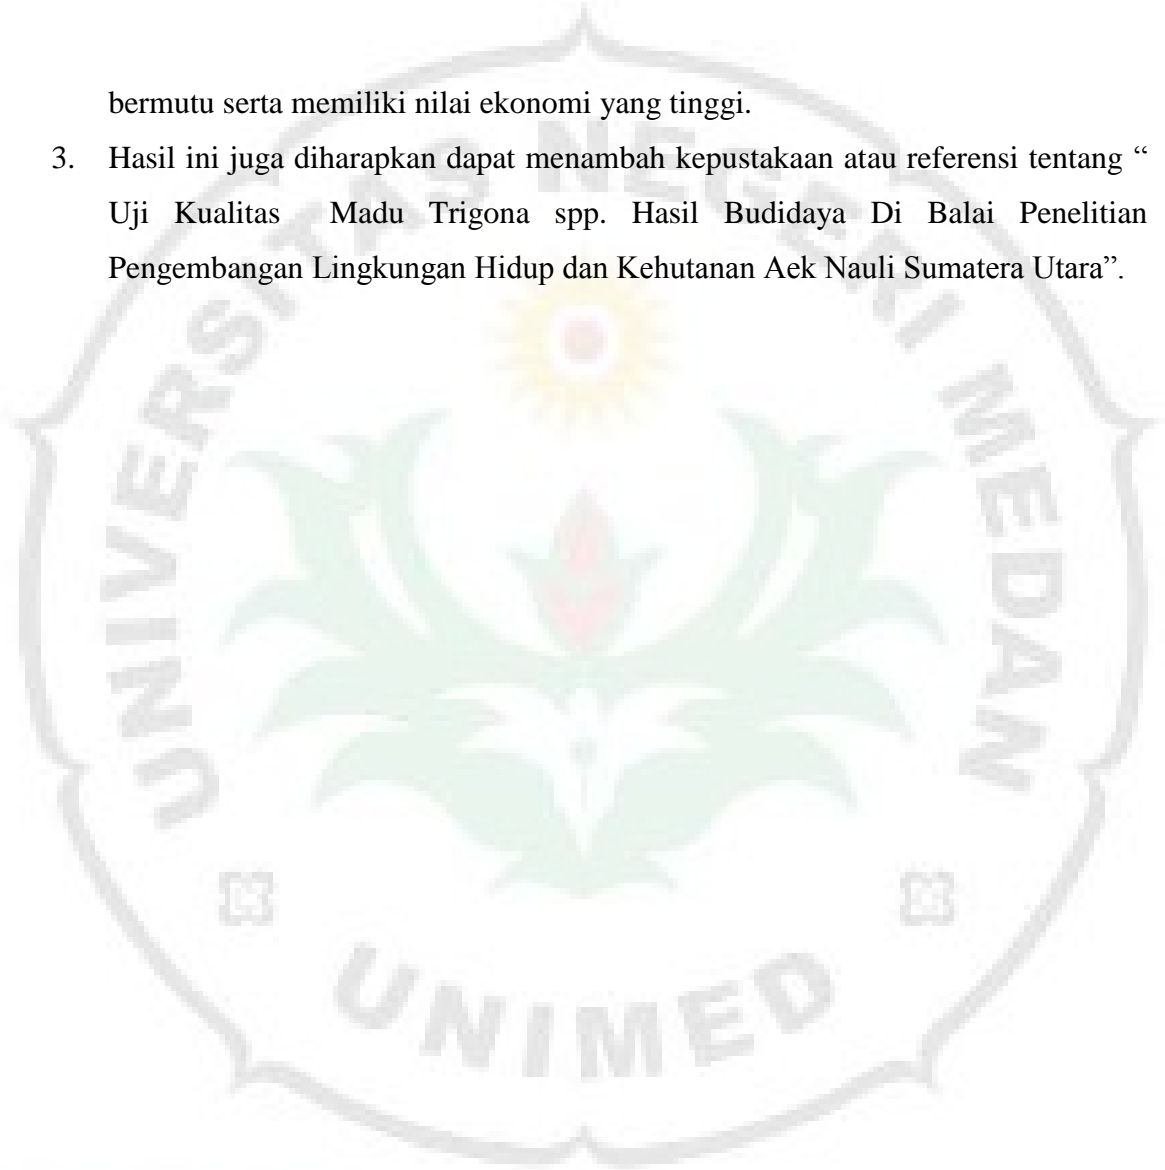 bermutu serta memiliki nilai ekonomi yang tinggi.
3. Hasil ini juga diharapkan dapat menambah kepustakaan atau referensi tentang “
Uji Kualitas Madu Trigona spp. Hasil Budidaya Di Balai Penelitian
Pengembangan Lingkungan Hidup dan Kehutanan Aek Nauli Sumatera Utara”.
UNIVERSITAS NEGERI MEDAN
UNIMED